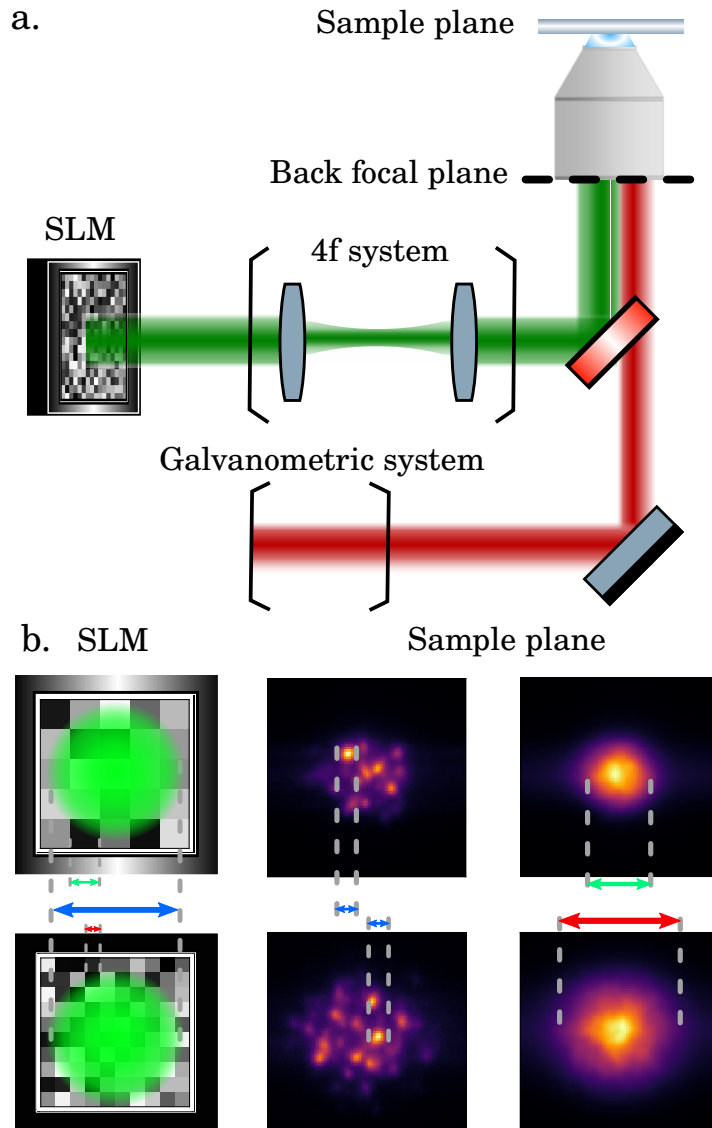 a.
Sample plane
Back focal plane
SLM
4f system
Galvanometric system
b. SLM Sample plane